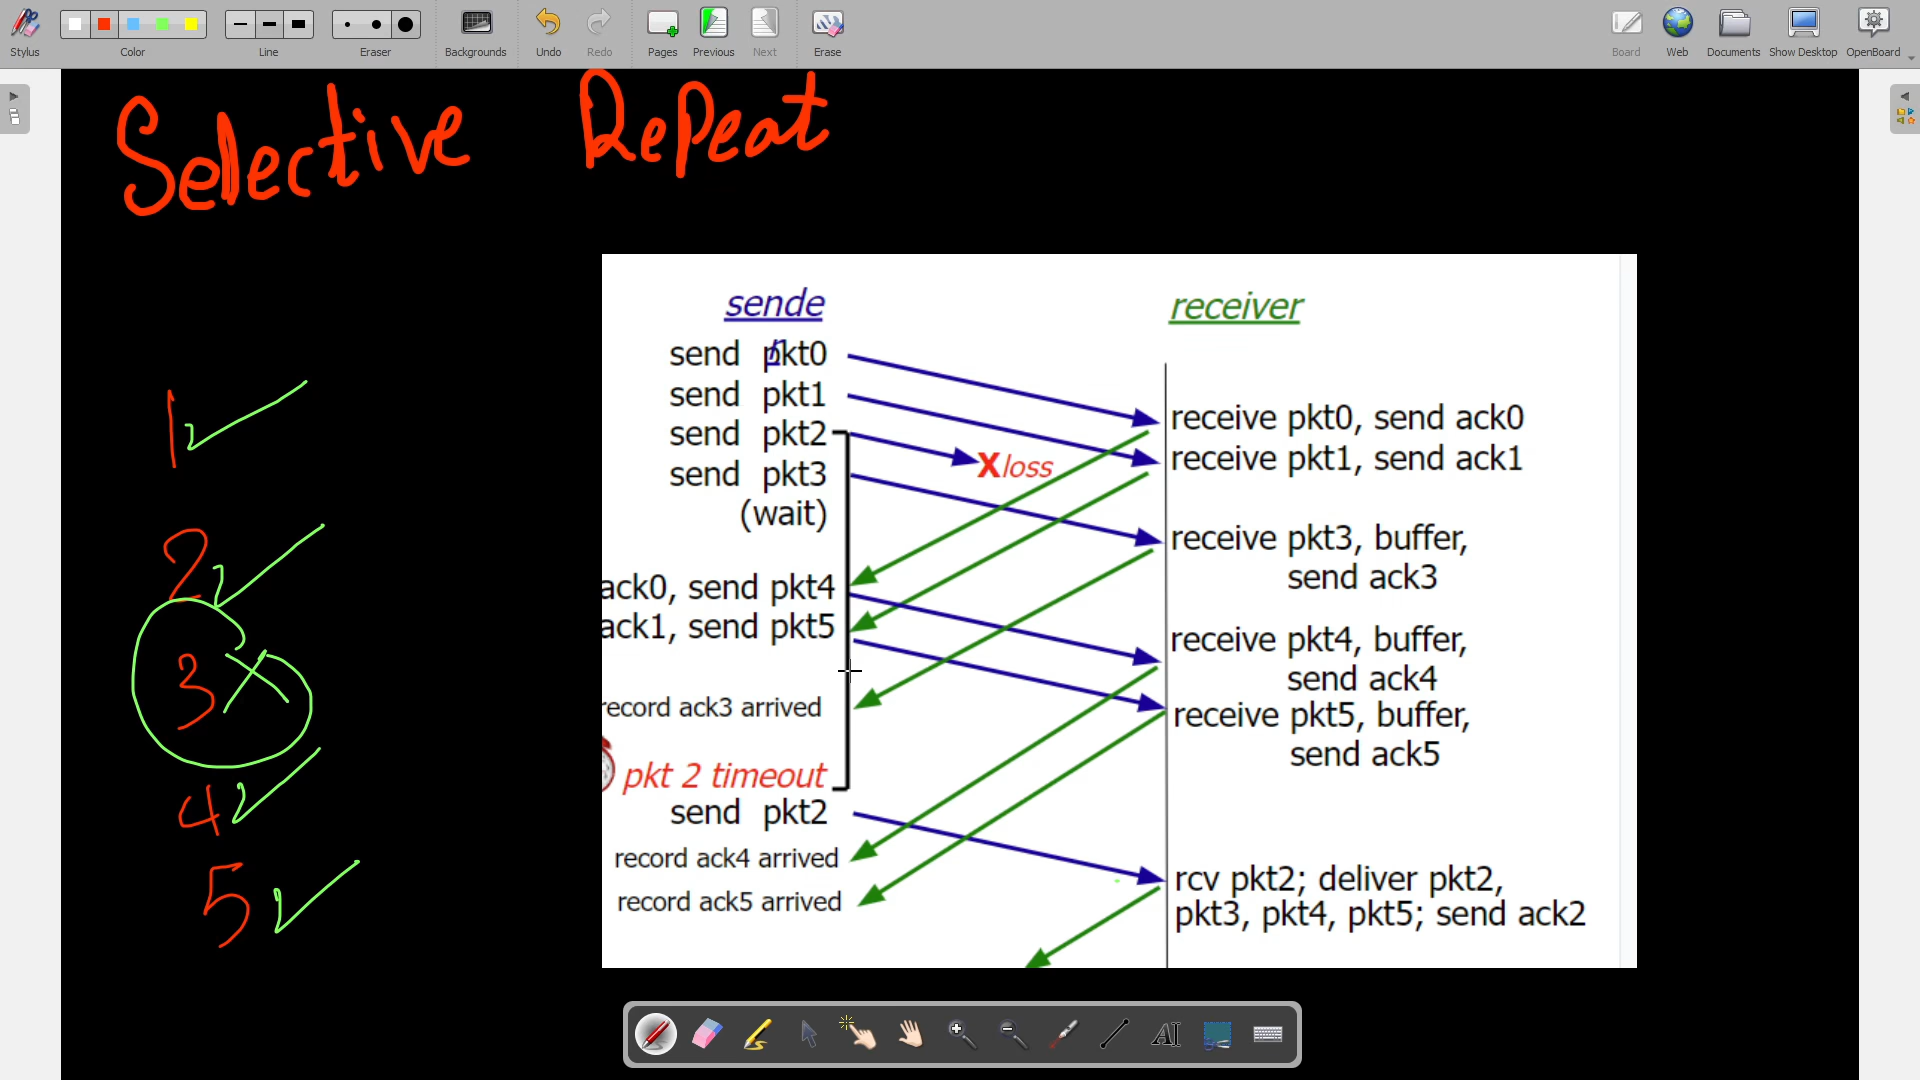 Stylus
Color
Line
Eraser
Backgrounds
Undo
Redo
Pages
Previous
Next
Erase
Board
Web
Documents
Show Desktop
OpenBoard
Selective Repeat
1
2
3
4
5
sende
r
receiver
send pkt0
send pkt1
send pkt2
send pkt3
(wait)
X loss
receive pkt0, send ack0
receive pkt1, send ack1
receive pkt3, buffer,
send ack3
ack0, send pkt4
ack1, send pkt5
receive pkt4, buffer,
send ack4
receive pkt5, buffer,
send ack5
record ack3 arrived
pkt 2 timeout
send pkt2
record ack4 arrived
record ack5 arrived
rcv pkt2; deliver pkt2,
pkt3, pkt4, pkt5; send ack2
AI